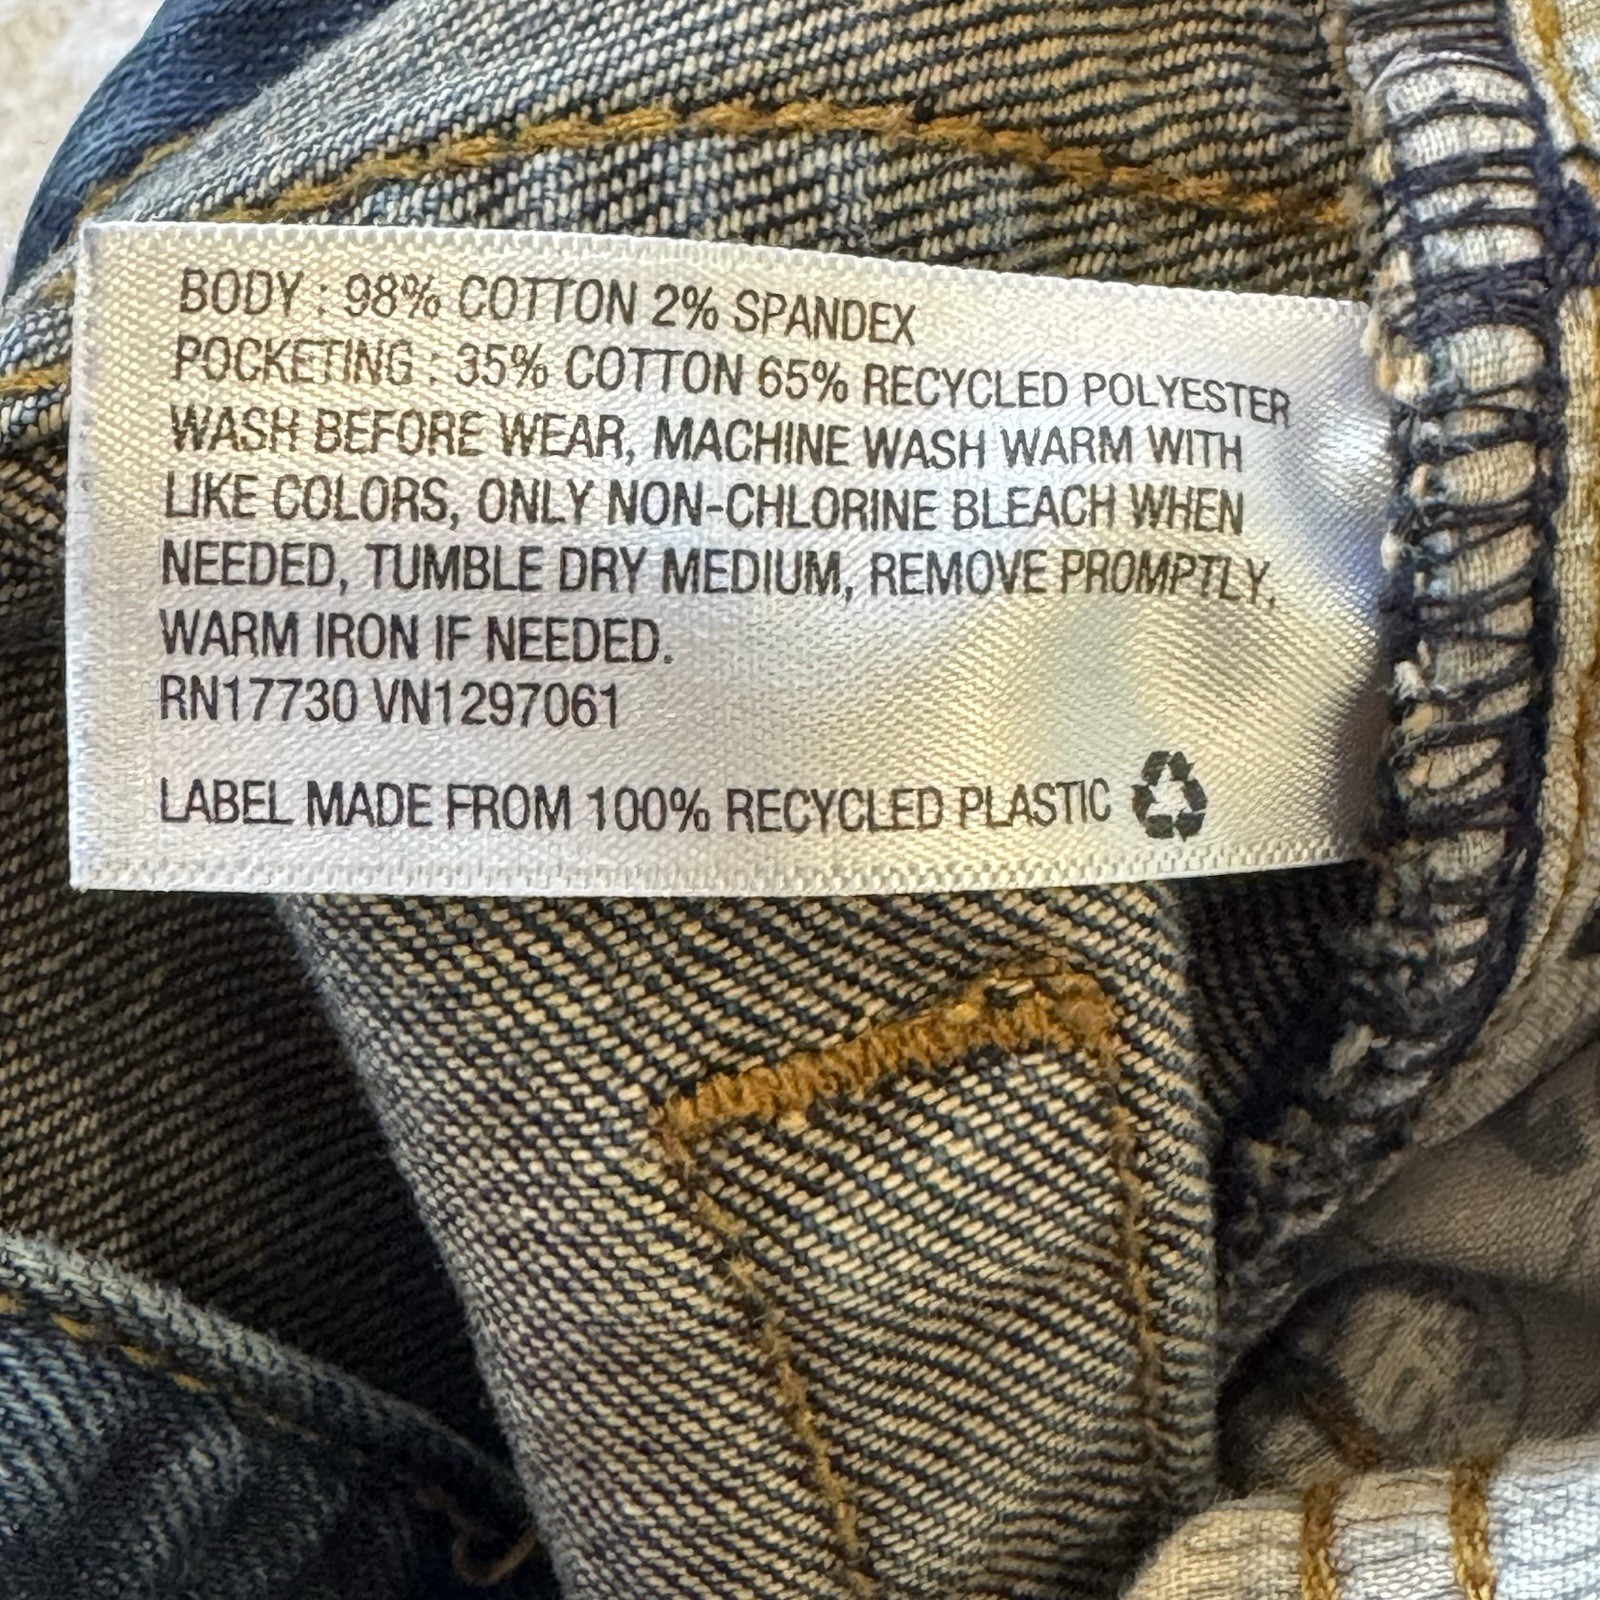 BODY : 98% COTTON 2% SPANDEX
POCKETING : 35% COTTON 65% RECYCLED POLYESTER
WASH BEFORE WEAR, MACHINE WASH WARM WITH
LIKE COLORS, ONLY NON-CHLORINE BLEACH WHEN
NEEDED, TUMBLE DRY MEDIUM, REMOVE PROMPTLY,
WARM IRON IF NEEDED.
RN17730 VN1297061
LABEL MADE FROM 100% RECYCLED PLASTIC